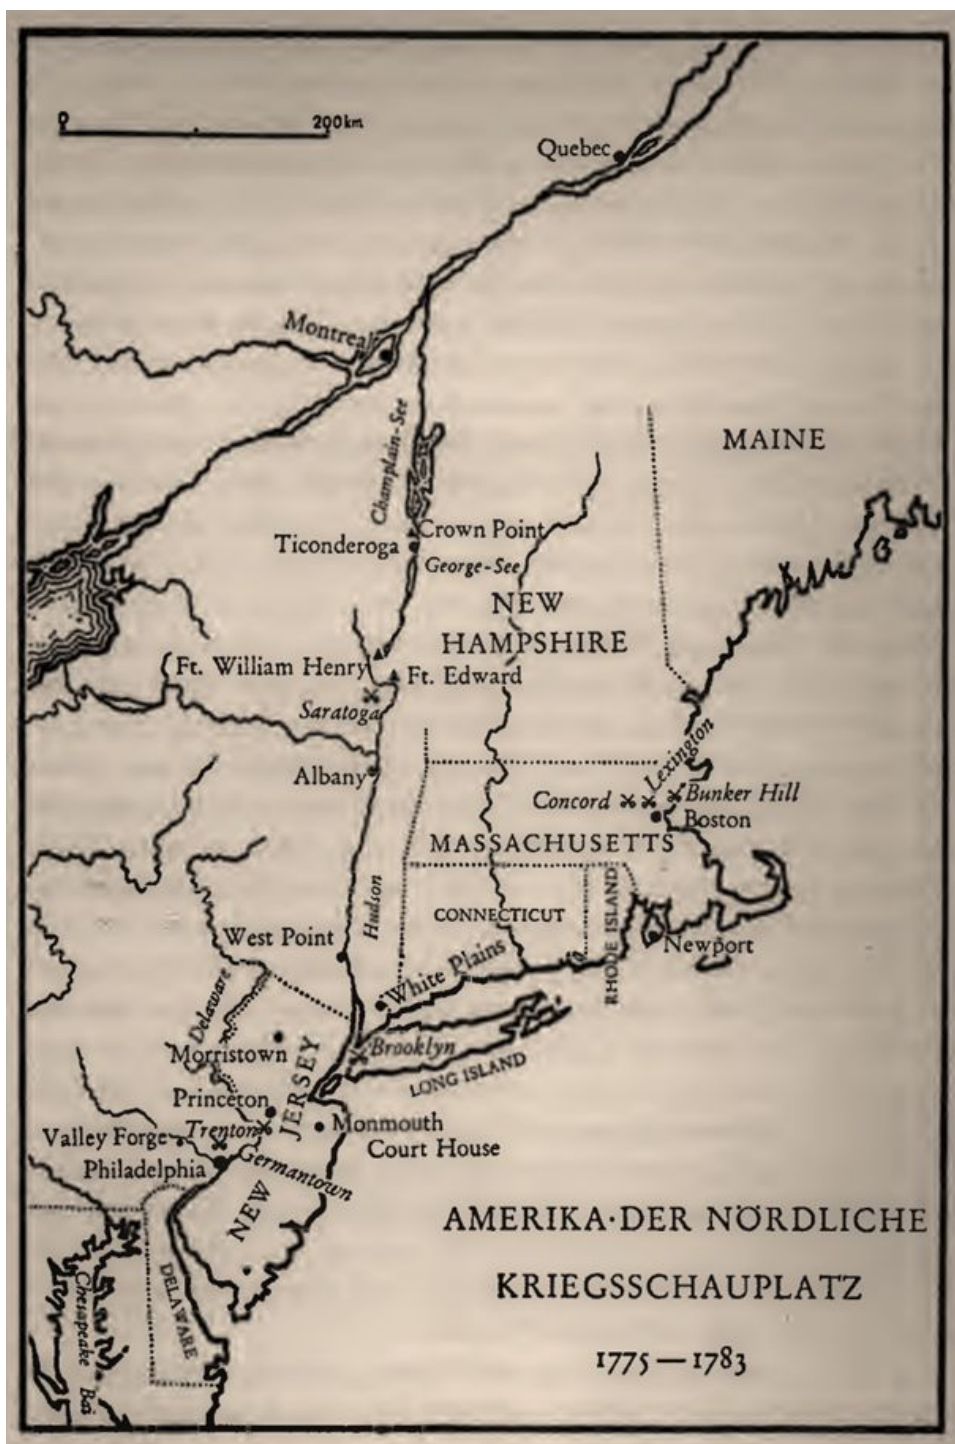 0 200km
Quebec
Montreal
MAINE
Champlain-See
Crown Point
Ticonderoga
George-See
NEW
HAMPSHIRE
Ft. William Henry
Ft. Edward
Saratoga
Albany
Lexington
Concord
Bunker Hill
Boston
MASSACHUSETTS
Hudson
CONNECTICUT
RHODE ISLAND
West Point
Newport
White Plains
Delaware
Morristown
Brooklyn
LONG ISLAND
NEW JERSEY
Princeton
Trenton
Monmouth
Court House
Valley Forge
Germantown
Philadelphia
DELAWARE
Chesapeake Bai
AMERIKA·DER NÖRDLICHE
KRIEGSSCHAUPLATZ
1775—1783